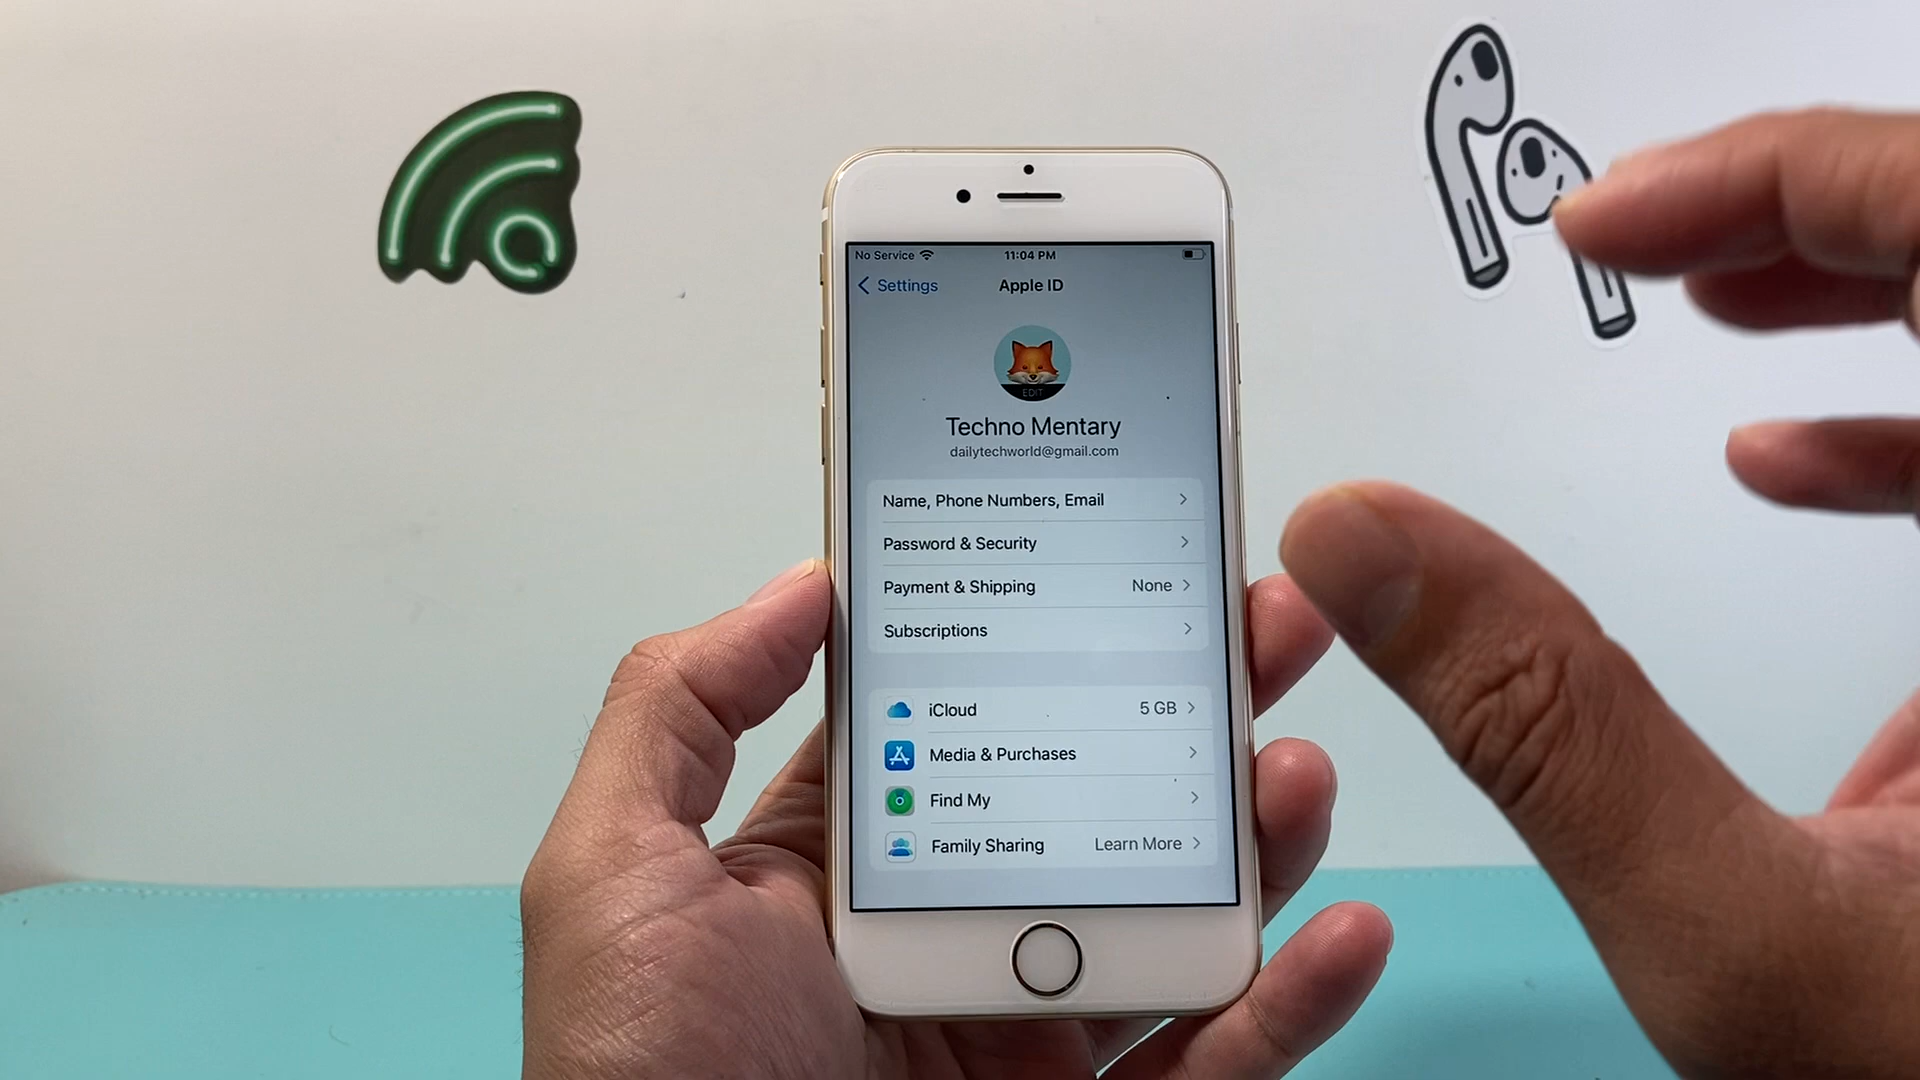 No Service 11:04 PM
Settings Apple ID
EDIT
Techno Mentary
dailytechworld@gmail.com
Name, Phone Numbers, Email
Password & Security
Payment & Shipping None
Subscriptions
iCloud 5 GB
Media & Purchases
Find My
Family Sharing Learn More